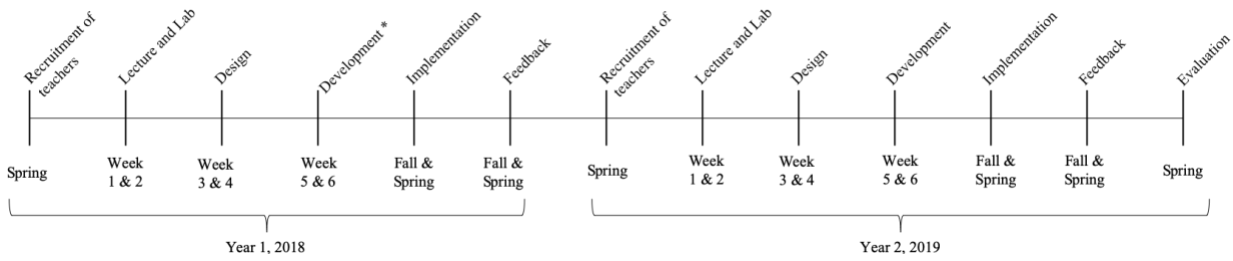 Recruitment of
teachers
Lecture and Lab
Design
Development *
Implementation
Feedback
Recruitment of
teachers
Lecture and Lab
Design
Development
Implementation
Feedback
Evaluation
Spring
Week
1 & 2
Week
3 & 4
Week
5 & 6
Fall &
Spring
Fall &
Spring
Spring
Week
1 & 2
Week
3 & 4
Week
5 & 6
Fall &
Spring
Fall &
Spring
Spring
Year 1, 2018
Year 2, 2019